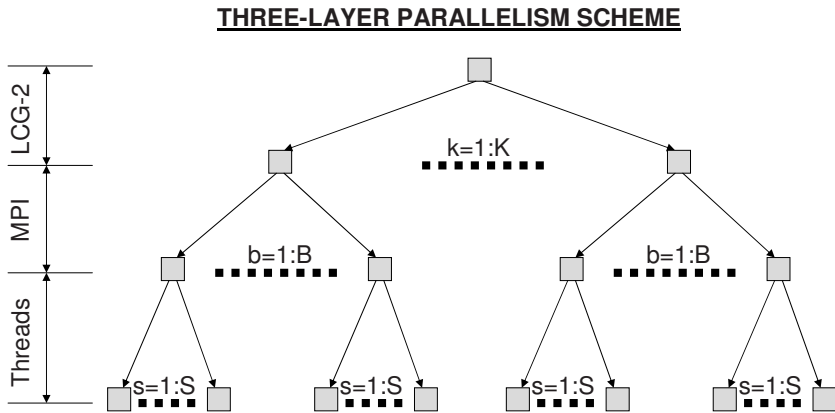 THREE-LAYER PARALLELISM SCHEME
LCG-2
k=1:K
MPI
b=1:B
b=1:B
Threads
s=1:S
s=1:S
s=1:S
s=1:S